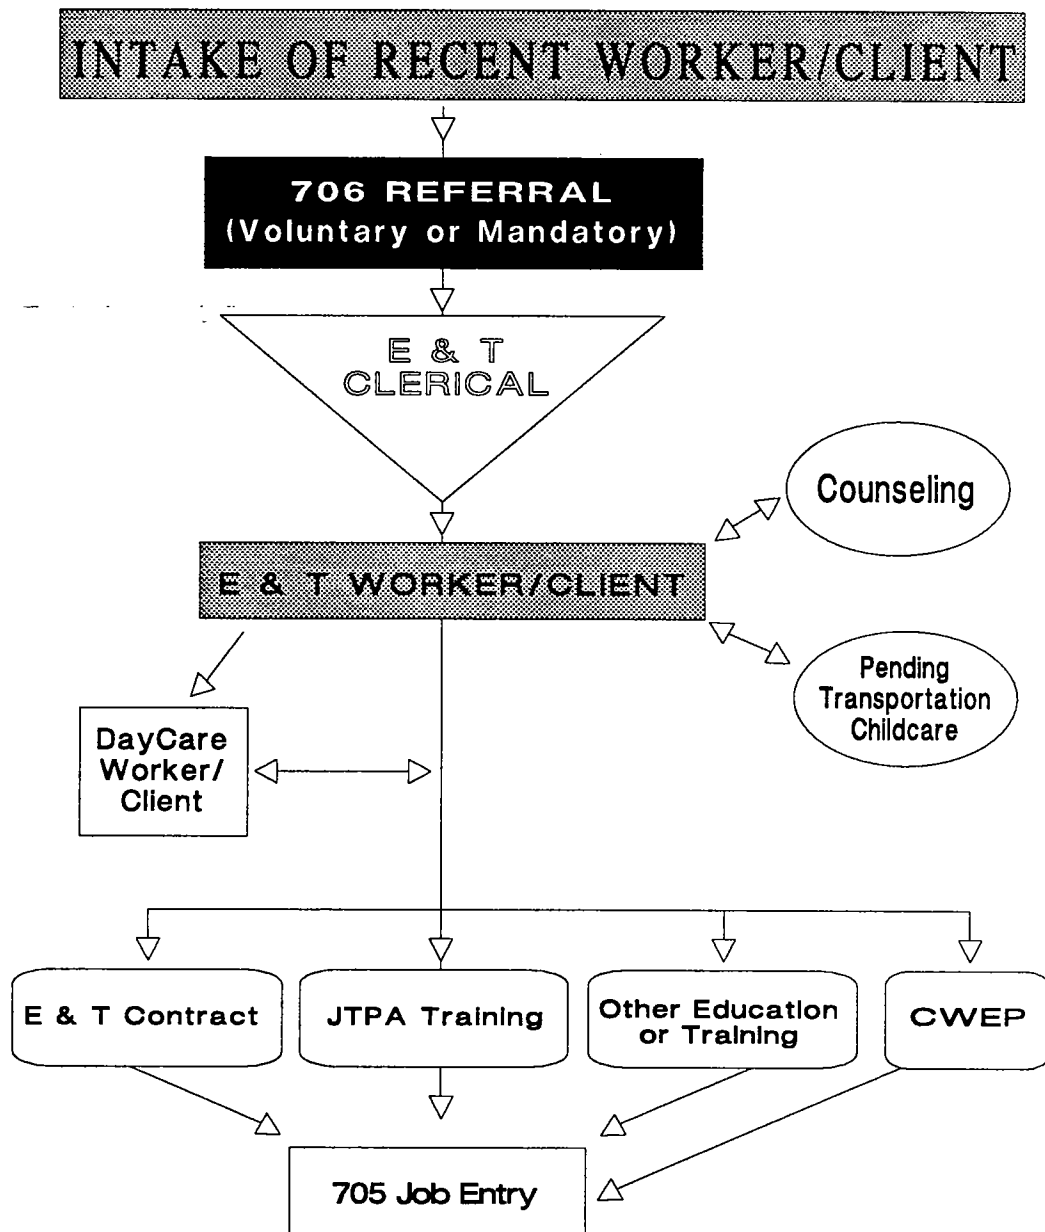 INTAKE OF RECENT WORKER/CLIENT
706 REFERRAL
(Voluntary or Mandatory)
E & T
CLERICAL
Counseling
E & T WORKER/CLIENT
Pending
Transportation
Childcare
DayCare
Worker/
Client
E & T Contract
JTPA Training
Other Education
or Training
CWEP
705 Job Entry